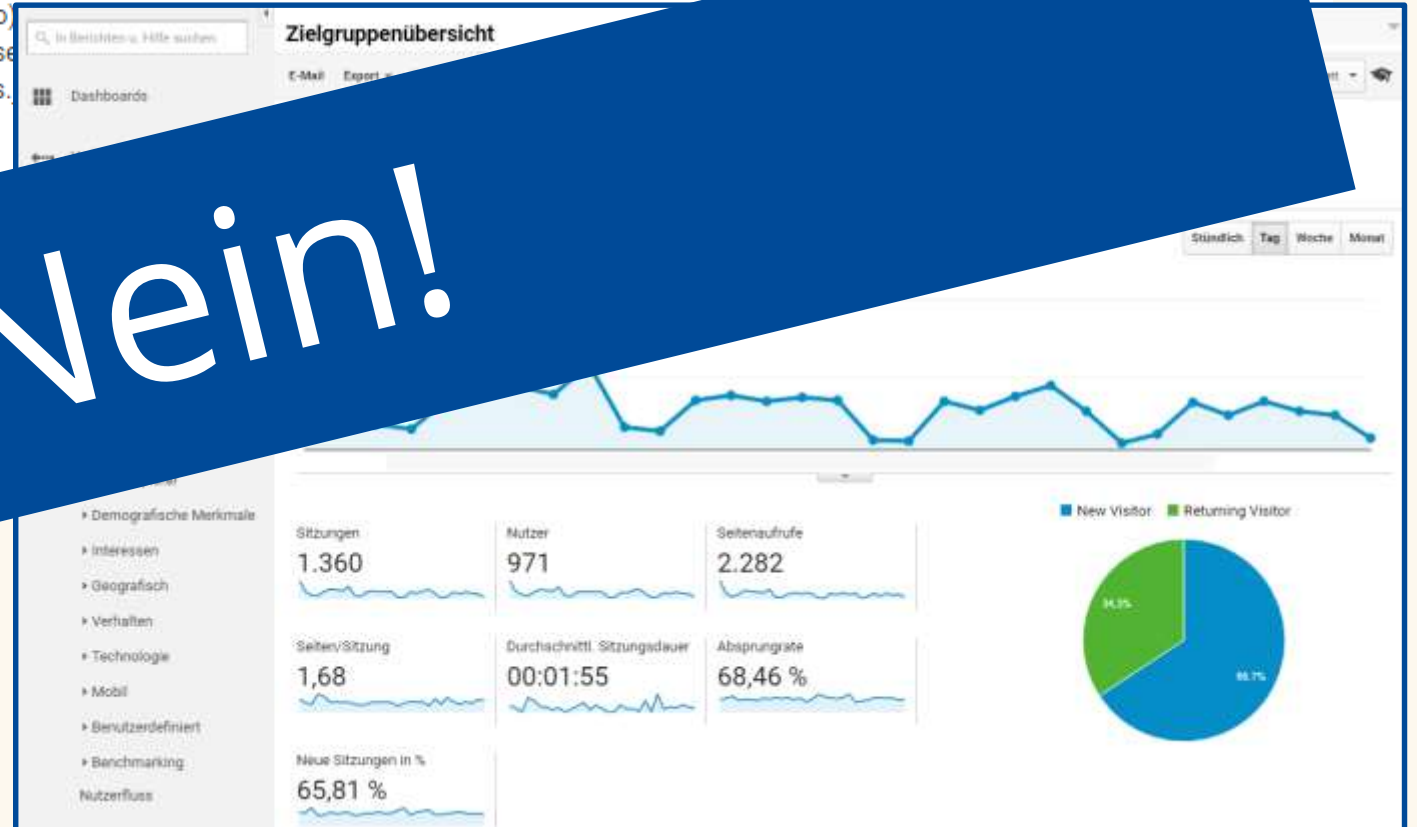 In Berichten u. Hilfe suchen
Dashboards
Zielgruppenübersicht
E-Mail Export
Nein!
Stündlich Tag Woche Monat
Demografische Merkmale
Interessen
Geografisch
Verhalten
Technologie
Mobil
Benutzerdefiniert
Benchmarking
Nutzerfluss
Sitzungen
1.360
Nutzer
971
Seitenaufrufe
2.282
Seiten/Sitzung
1,68
Durchschnittl. Sitzungsdauer
00:01:55
Absprungrate
68,46 %
Neue Sitzungen in %
65,81 %
New Visitor Returning Visitor
34,3%